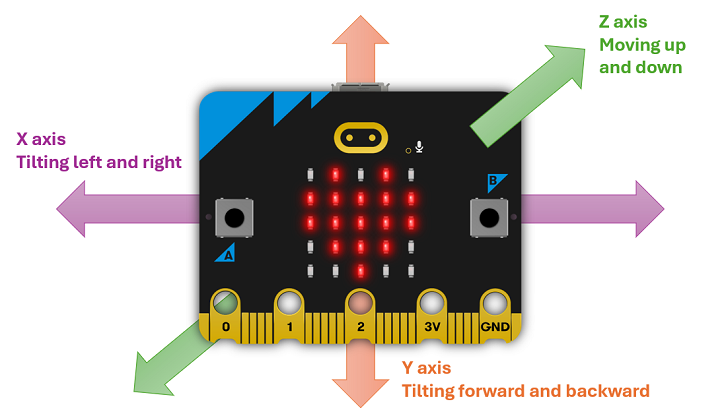 Z axis
Moving up
and down
X axis
Tilting left and right
B
A
0 1 2 3V GND
Y axis
Tilting forward and backward